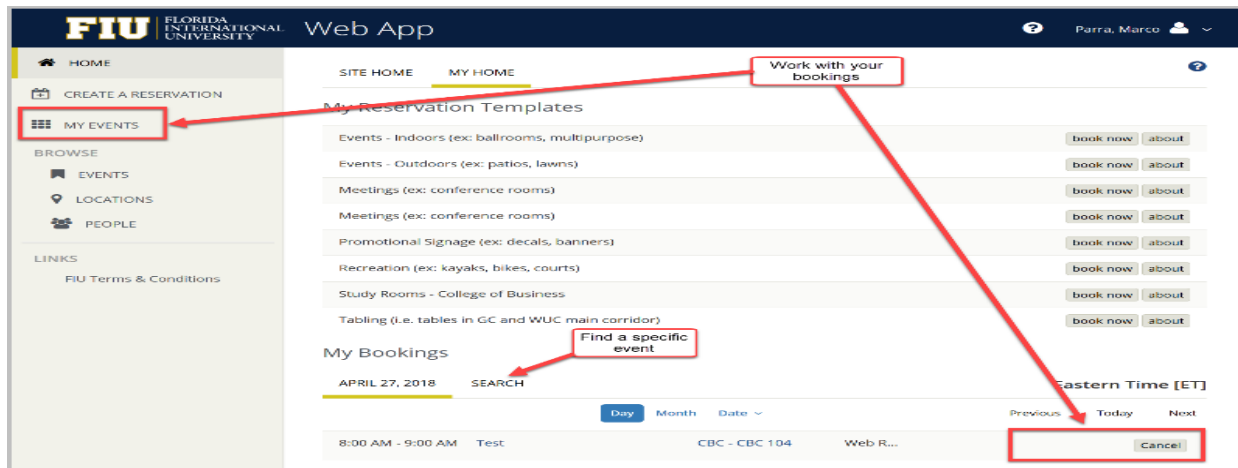 FIU FLORIDA INTERNATIONAL UNIVERSITY Web App ? Parra, Marco
HOME
CREATE A RESERVATION
MY EVENTS
BROWSE
EVENTS
LOCATIONS
PEOPLE
LINKS
FIU Terms & Conditions
SITE HOME MY HOME ?
Work with your
bookings
My Reservation Templates
Events - Indoors (ex: ballrooms, multipurpose) book now about
Events - Outdoors (ex: patios, lawns) book now about
Meetings (ex: conference rooms) book now about
Meetings (ex: conference rooms) book now about
Promotional Signage (ex: decals, banners) book now about
Recreation (ex: kayaks, bikes, courts) book now about
Study Rooms - College of Business book now about
Tabling (i.e. tables in GC and WUC main corridor) book now about
Find a specific
event
My Bookings
APRIL 27, 2018 SEARCH Eastern Time [ET]
Day Month Date Previous Today Next
8:00 AM - 9:00 AM Test CBC - CBC 104 Web R... Cancel